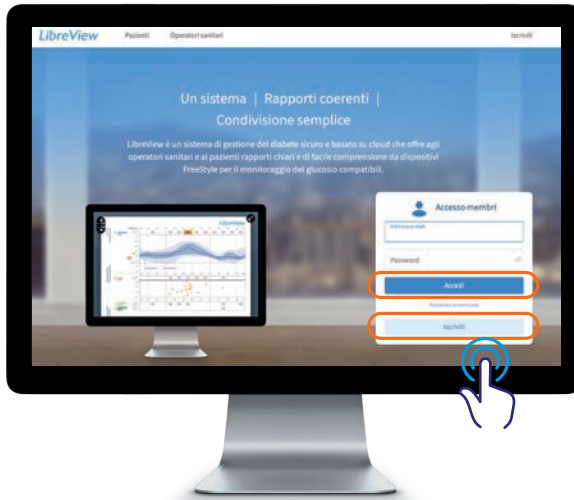 LibreView
Pazienti
Operatori sanitari
Iscriviti
Un sistema | Rapporti coerenti |
Condivisione semplice
LibreView è un sistema di gestione del diabete sicuro e basato su cloud che offre agli
operatori sanitari e ai pazienti rapporti chiari e di facile comprensione da dispositivi
FreeStyle per il monitoraggio del glucosio compatibili.
LibreView
Accesso membri
Password
Accedi
Password dimenticata
Iscriviti